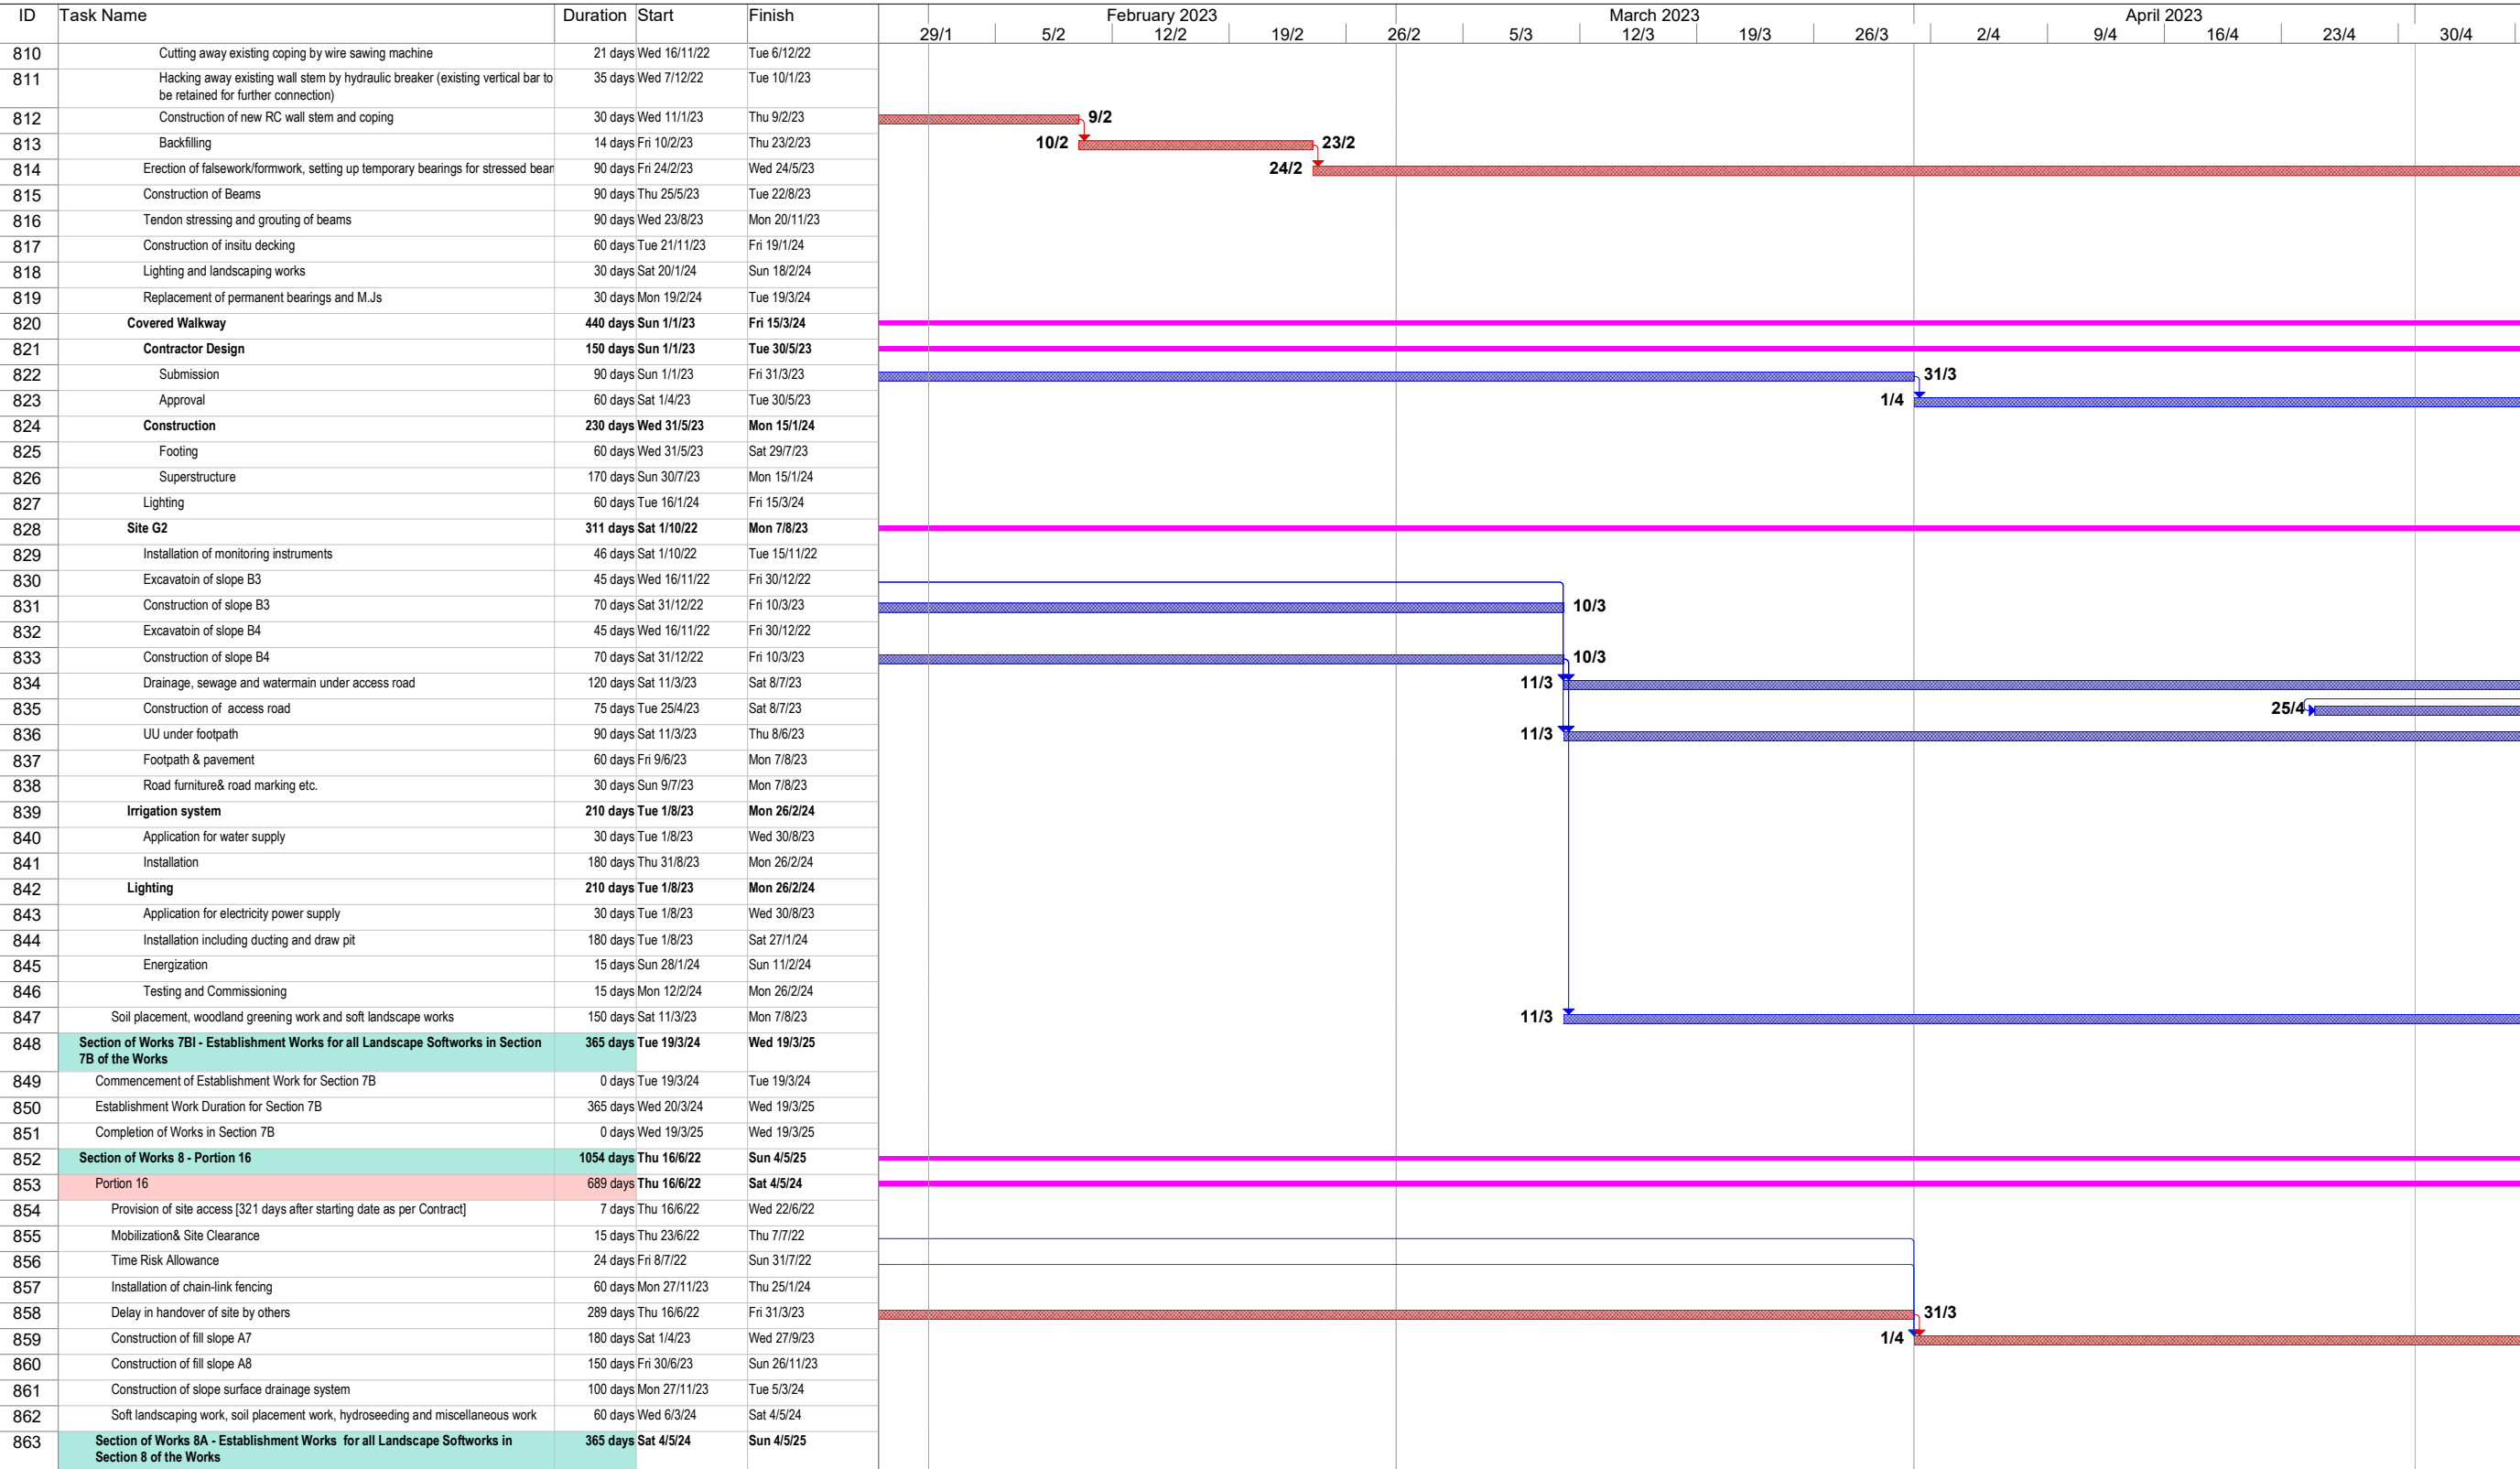 ID Task Name Duration Start Finish February 2023 March 2023 April 2023
29/1 5/2 12/2 19/2 26/2 5/3 12/3 19/3 26/3 2/4 9/4 16/4 23/4 30/4
810 Cutting away existing coping by wire sawing machine 21 days Wed 16/11/22 Tue 6/12/22
811 Hacking away existing wall stem by hydraulic breaker (existing vertical bar to 35 days Wed 7/12/22 Tue 10/1/23
be retained for further connection)
812 Construction of new RC wall stem and coping 30 days Wed 11/1/23 Thu 9/2/23 9/2
813 Backfilling 14 days Fri 10/2/23 Thu 23/2/23 10/2 23/2
814 Erection of falsework/formwork, setting up temporary bearings for stressed bear 90 days Fri 24/2/23 Wed 24/5/23 24/2
815 Construction of Beams 90 days Thu 25/5/23 Tue 22/8/23
816 Tendon stressing and grouting of beams 90 days Wed 23/8/23 Mon 20/11/23
817 Construction of insitu decking 60 days Tue 21/11/23 Fri 19/1/24
818 Lighting and landscaping works 30 days Sat 20/1/24 Sun 18/2/24
819 Replacement of permanent bearings and M.Js 30 days Mon 19/2/24 Tue 19/3/24
820 Covered Walkway 440 days Sun 1/1/23 Fri 15/3/24
821 Contractor Design 150 days Sun 1/1/23 Tue 30/5/23
822 Submission 90 days Sun 1/1/23 Fri 31/3/23 31/3
823 Approval 60 days Sat 1/4/23 Tue 30/5/23 1/4
824 Construction 230 days Wed 31/5/23 Mon 15/1/24
825 Footing 60 days Wed 31/5/23 Sat 29/7/23
826 Superstructure 170 days Sun 30/7/23 Mon 15/1/24
827 Lighting 60 days Tue 16/1/24 Fri 15/3/24
828 Site G2 311 days Sat 1/10/22 Mon 7/8/23
829 Installation of monitoring instruments 46 days Sat 1/10/22 Tue 15/11/22
830 Excavatoin of slope B3 45 days Wed 16/11/22 Fri 30/12/22
831 Construction of slope B3 70 days Sat 31/12/22 Fri 10/3/23 10/3
832 Excavatoin of slope B4 45 days Wed 16/11/22 Fri 30/12/22
833 Construction of slope B4 70 days Sat 31/12/22 Fri 10/3/23 10/3
834 Drainage, sewage and watermain under access road 120 days Sat 11/3/23 Sat 8/7/23 11/3
835 Construction of access road 75 days Tue 25/4/23 Sat 8/7/23 25/4
836 UU under footpath 90 days Sat 11/3/23 Thu 8/6/23 11/3
837 Footpath & pavement 60 days Fri 9/6/23 Mon 7/8/23
838 Road furniture& road marking etc. 30 days Sun 9/7/23 Mon 7/8/23
839 Irrigation system 210 days Tue 1/8/23 Mon 26/2/24
840 Application for water supply 30 days Tue 1/8/23 Wed 30/8/23
841 Installation 180 days Thu 31/8/23 Mon 26/2/24
842 Lighting 210 days Tue 1/8/23 Mon 26/2/24
843 Application for electricity power supply 30 days Tue 1/8/23 Wed 30/8/23
844 Installation including ducting and draw pit 180 days Tue 1/8/23 Sat 27/1/24
845 Energization 15 days Sun 28/1/24 Sun 11/2/24
846 Testing and Commissioning 15 days Mon 12/2/24 Mon 26/2/24
847 Soil placement, woodland greening work and soft landscape works 150 days Sat 11/3/23 Mon 7/8/23 11/3
848 Section of Works 7BI - Establishment Works for all Landscape Softworks in Section 365 days Tue 19/3/24 Wed 19/3/25
7B of the Works
849 Commencement of Establishment Work for Section 7B 0 days Tue 19/3/24 Tue 19/3/24
850 Establishment Work Duration for Section 7B 365 days Wed 20/3/24 Wed 19/3/25
851 Completion of Works in Section 7B 0 days Wed 19/3/25 Wed 19/3/25
852 Section of Works 8 - Portion 16 1054 days Thu 16/6/22 Sun 4/5/25
853 Portion 16 689 days Thu 16/6/22 Sat 4/5/24
854 Provision of site access [321 days after starting date as per Contract] 7 days Thu 16/6/22 Wed 22/6/22
855 Mobilization& Site Clearance 15 days Thu 23/6/22 Thu 7/7/22
856 Time Risk Allowance 24 days Fri 8/7/22 Sun 31/7/22
857 Installation of chain-link fencing 60 days Mon 27/11/23 Thu 25/1/24
858 Delay in handover of site by others 289 days Thu 16/6/22 Fri 31/3/23 31/3
859 Construction of fill slope A7 180 days Sat 1/4/23 Wed 27/9/23 1/4
860 Construction of fill slope A8 150 days Fri 30/6/23 Sun 26/11/23
861 Construction of slope surface drainage system 100 days Mon 27/11/23 Tue 5/3/24
862 Soft landscaping work, soil placement work, hydroseeding and miscellaneous work 60 days Wed 6/3/24 Sat 4/5/24
863 Section of Works 8A - Establishment Works for all Landscape Softworks in 365 days Sat 4/5/24 Sun 4/5/25
Section 8 of the Works